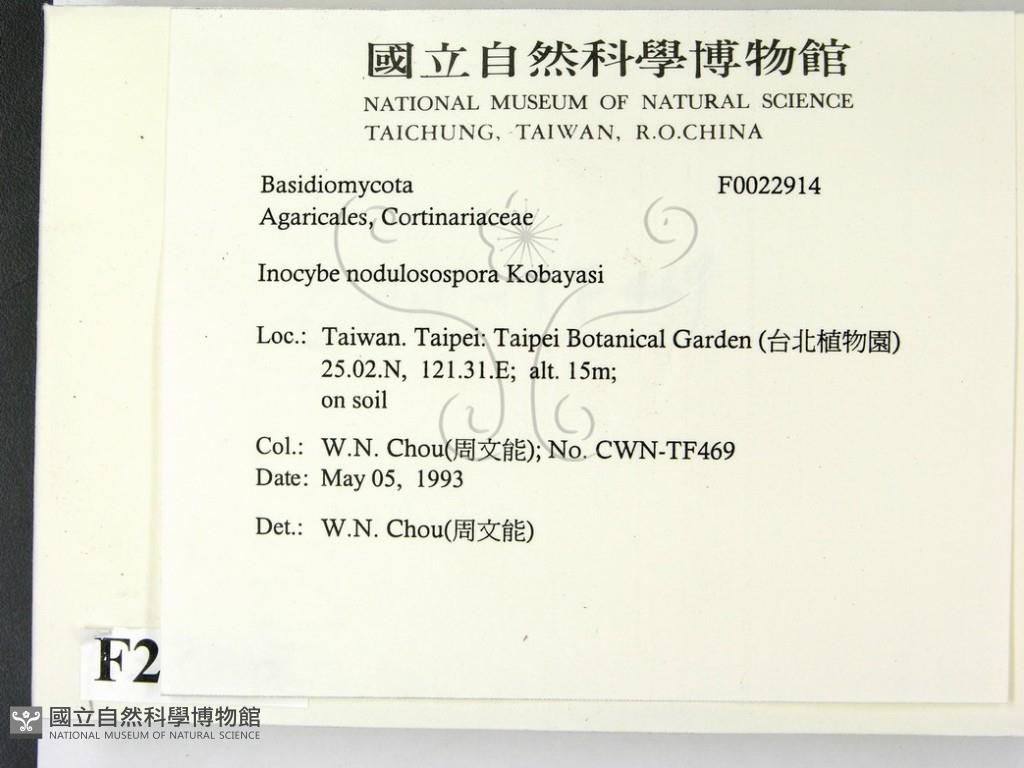 國立自然科學博物館
NATIONAL MUSEUM OF NATURAL SCIENCE
TAICHUNG, TAIWAN, R.O.CHINA
Basidiomycota F0022914
Agaricales, Cortinariaceae
Inocybe nodulosospora Kobayasi
Loc.: Taiwan. Taipei: Taipei Botanical Garden (台北植物園)
25.02.N, 121.31.E; alt. 15m;
on soil
Col.: W.N. Chou(周文能); No. CWN-TF469
Date: May 05, 1993
Det.: W.N. Chou(周文能)
F2
國立自然科學博物館
NATIONAL MUSEUM OF NATURAL SCIENCE